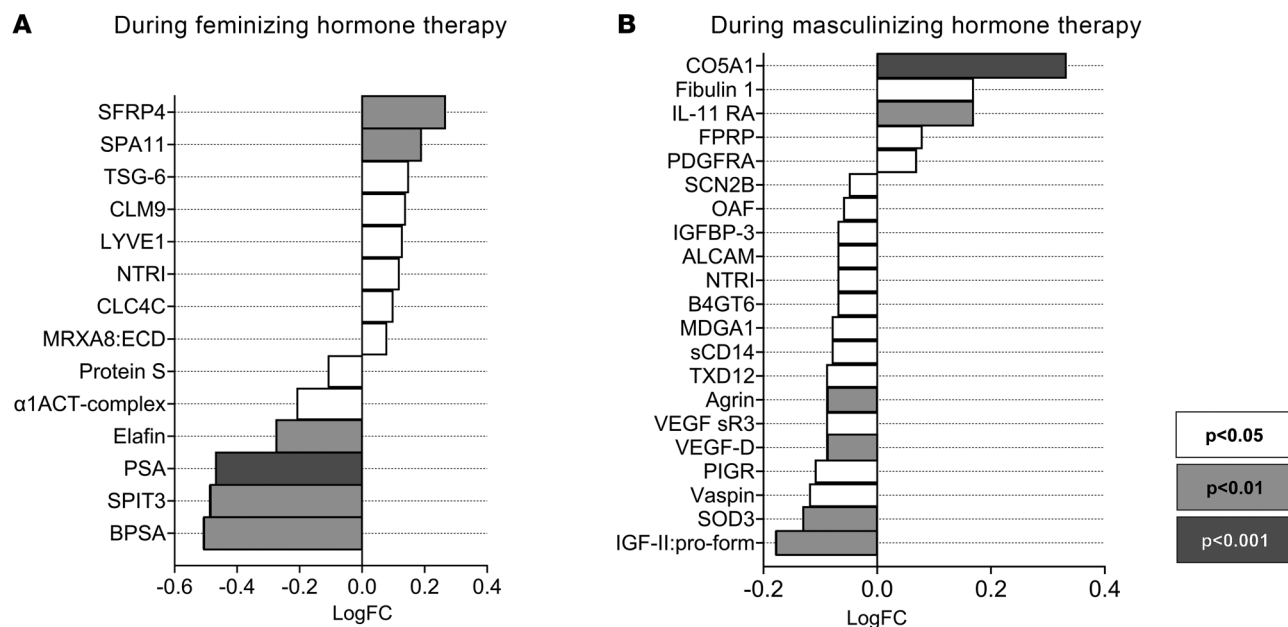 A During feminizing hormone therapy
SFRP4
SPA11
TSG-6
CLM9
LYVE1
NTRI
CLC4C
MRXA8:ECD
Protein S
α1ACT-complex
Elafin
PSA
SPIT3
BPSA
-0.6 -0.4 -0.2 0.0 0.2 0.4
LogFC
B During masculinizing hormone therapy
CO5A1
Fibulin 1
IL-11 RA
FPRP
PDGFRA
SCN2B
OAF
IGFBP-3
ALCAM
NTRI
B4GT6
MDGA1
sCD14
TXD12
Agrin
VEGF sR3
VEGF-D
PIGR
Vaspin
SOD3
IGF-II:pro-form
-0.2 0.0 0.2 0.4
LogFC
p<0.05
p<0.01
p<0.001